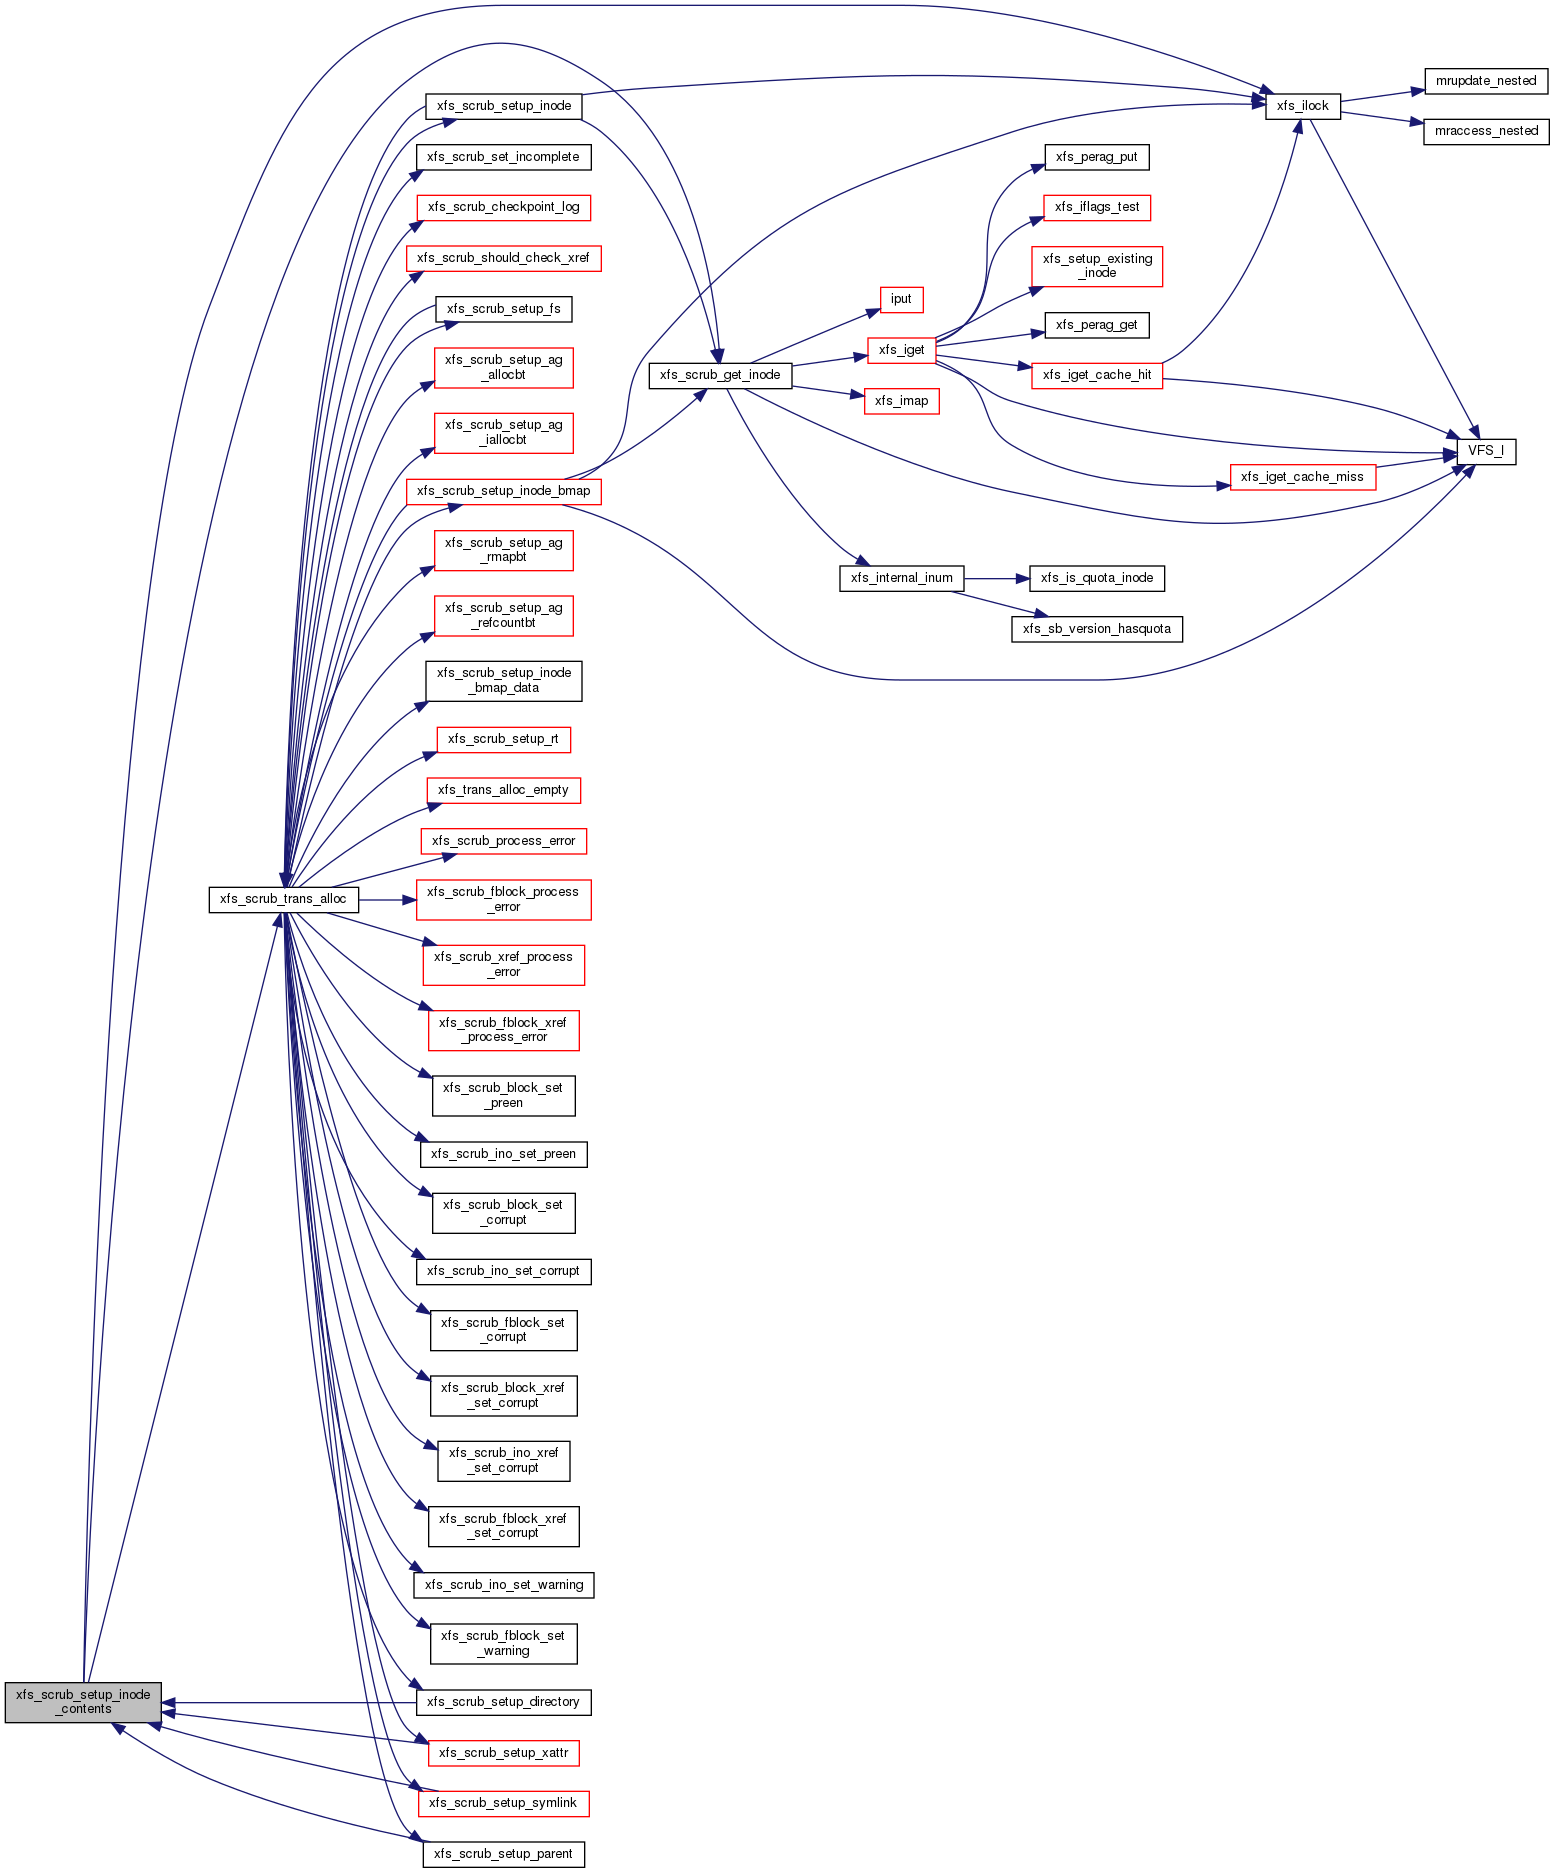 xfs_scrub_setup_inode
_contents
xfs_scrub_trans_alloc
xfs_scrub_setup_inode
xfs_scrub_set_incomplete
xfs_scrub_checkpoint_log
xfs_scrub_should_check_xref
xfs_scrub_setup_fs
xfs_scrub_setup_ag
_allocbt
xfs_scrub_setup_ag
_iallocbt
xfs_scrub_setup_inode_bmap
xfs_scrub_setup_ag
_rmapbt
xfs_scrub_setup_ag
_refcountbt
xfs_scrub_setup_inode
_bmap_data
xfs_scrub_setup_rt
xfs_trans_alloc_empty
xfs_scrub_process_error
xfs_scrub_fblock_process
_error
xfs_scrub_xref_process
_error
xfs_scrub_fblock_xref
_process_error
xfs_scrub_block_set
_preen
xfs_scrub_ino_set_preen
xfs_scrub_block_set
_corrupt
xfs_scrub_ino_set_corrupt
xfs_scrub_fblock_set
_corrupt
xfs_scrub_block_xref
_set_corrupt
xfs_scrub_ino_xref
_set_corrupt
xfs_scrub_fblock_xref
_set_corrupt
xfs_scrub_ino_set_warning
xfs_scrub_fblock_set
_warning
xfs_scrub_setup_directory
xfs_scrub_setup_xattr
xfs_scrub_setup_symlink
xfs_scrub_setup_parent
xfs_scrub_get_inode
iput
xfs_iget
xfs_imap
xfs_internal_inum
xfs_perag_put
xfs_iflags_test
xfs_setup_existing
_inode
xfs_perag_get
xfs_iget_cache_hit
xfs_is_quota_inode
xfs_sb_version_hasquota
xfs_ilock
xfs_iget_cache_miss
mrupdate_nested
mraccess_nested
VFS_I